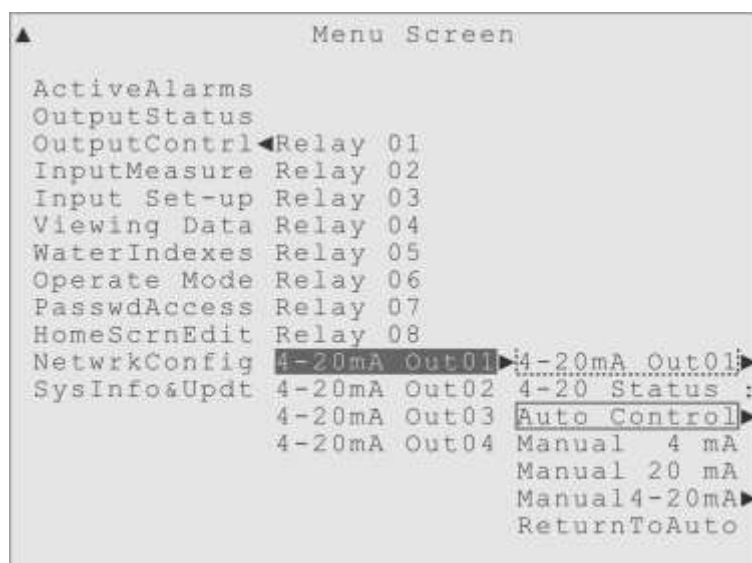 ▲ Menu Screen
ActiveAlarms
OutputStatus
OutputContrl◀Relay 01
InputMeasure Relay 02
Input Set-up Relay 03
Viewing Data Relay 04
WaterIndexes Relay 05
Operate Mode Relay 06
PasswdAccess Relay 07
HomeScrnEdit Relay 08
NetwrkConfig 4-20mA Out01▶4-20mA Out01▶
SysInfo&Updt 4-20mA Out02 4-20 Status :
4-20mA Out03 Auto Control▶
4-20mA Out04 Manual 4 mA
Manual 20 mA
Manual4-20mA▶
ReturnToAuto